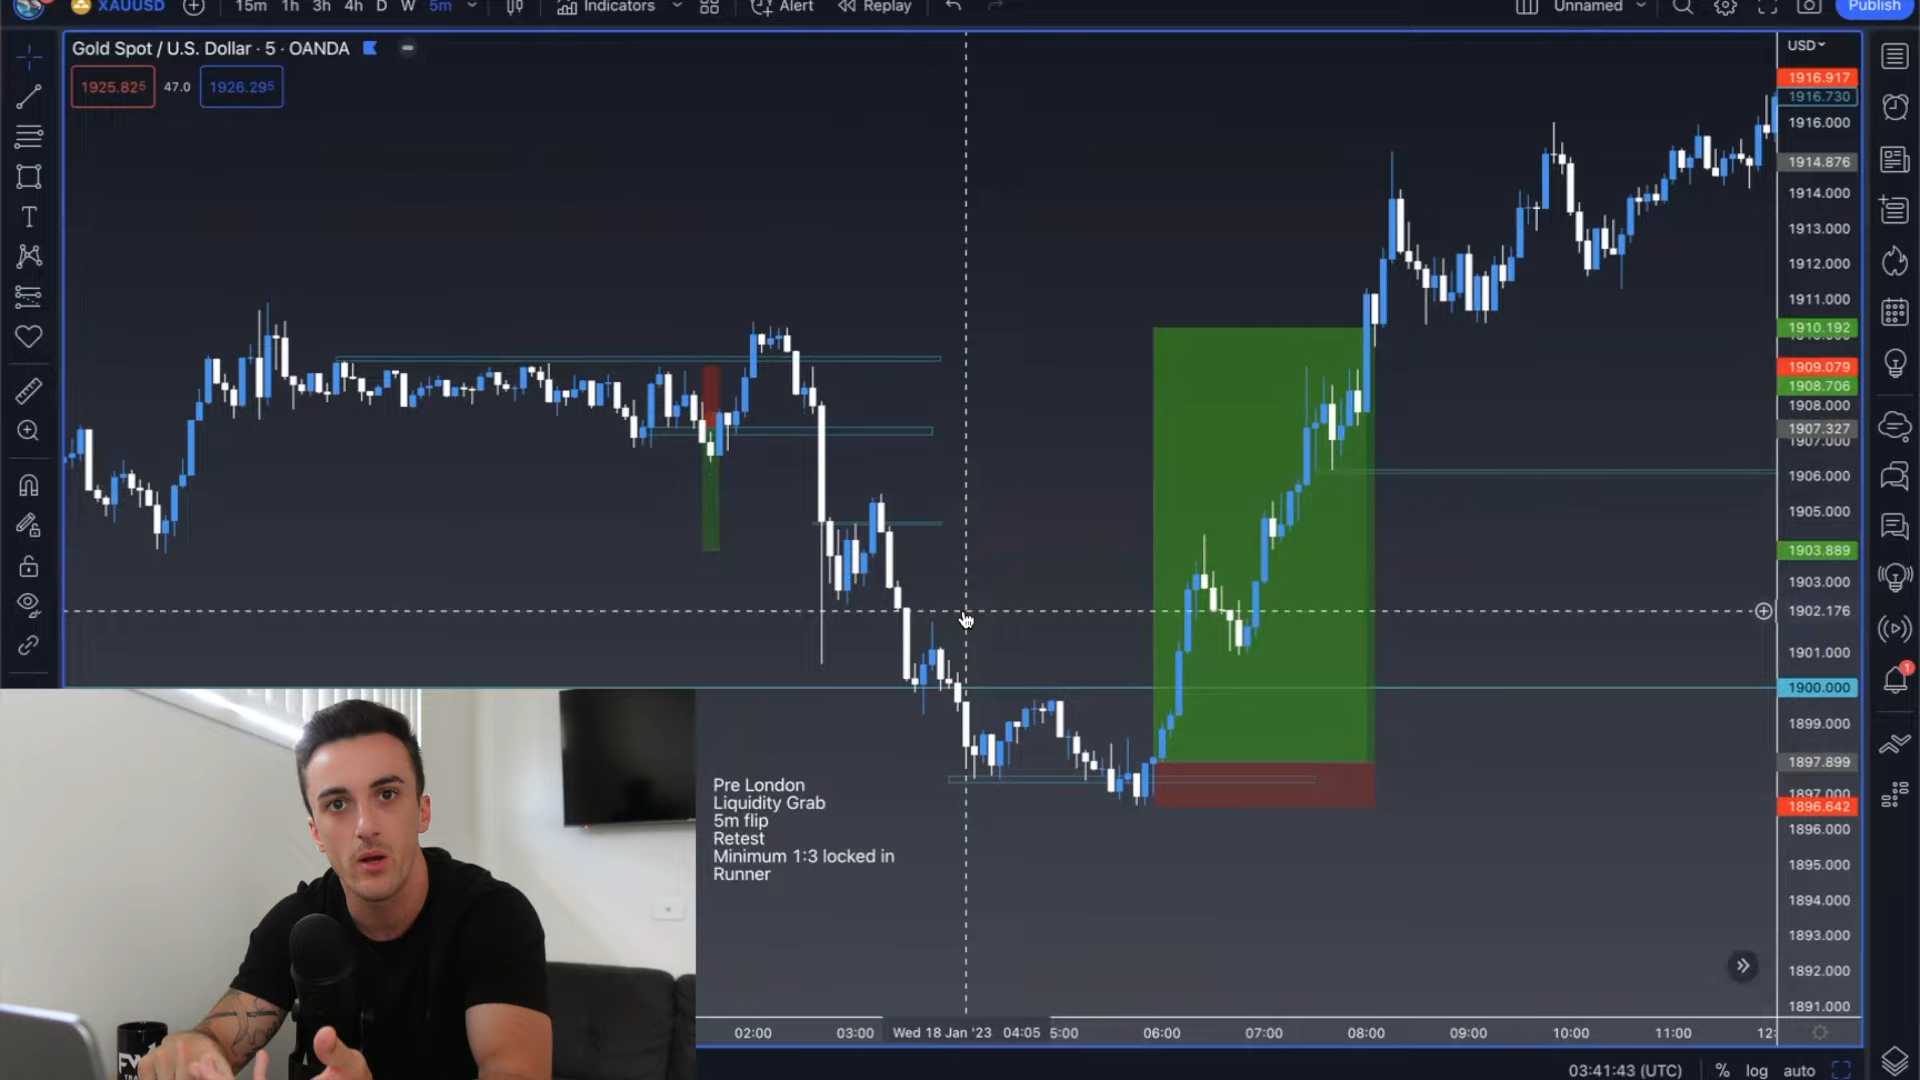 XAUUSD
15m 1h 3h 4h D W 5m
Indicators
Alert
Replay
Unnamed
Publish
Gold Spot / U.S. Dollar · 5 · OANDA
1925.825 47.0 1926.295
USD
1916.917
1916.730
1916.000
1914.876
1914.000
1913.000
1912.000
1911.000
1910.192
1909.079
1908.706
1908.000
1907.327
1907.000
1906.000
1905.000
1903.889
1903.000
1902.176
1901.000
1900.000
1899.000
1897.899
1897.000
1896.642
1896.000
1895.000
1894.000
1893.000
1892.000
1891.000
1
Pre London
Liquidity Grab
5m flip
Retest
Minimum 1:3 locked in
Runner
02:00 03:00 Wed 18 Jan '23 04:05 5:00 06:00 07:00 08:00 09:00 10:00 11:00 12:
03:41:43 (UTC) % log auto